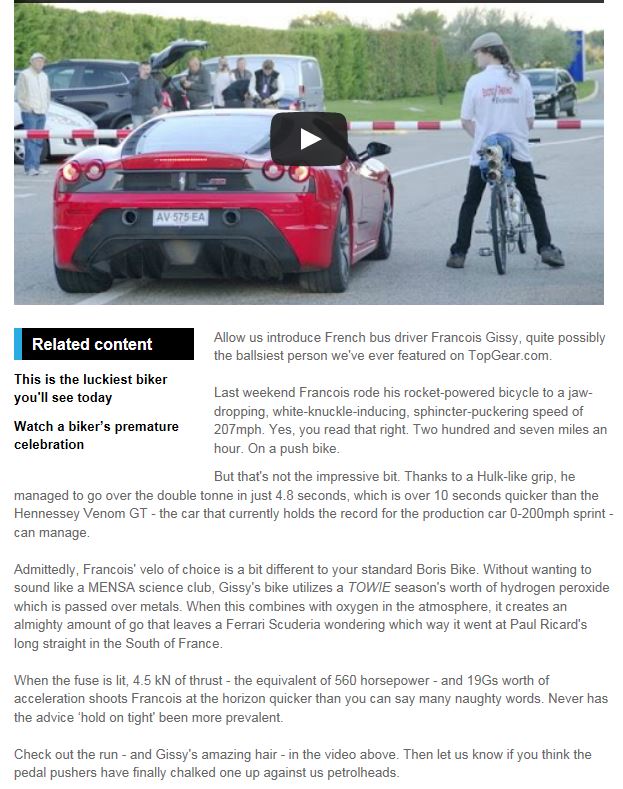 AV-575-EA
Related content
This is the luckiest biker
you'll see today
Watch a biker's premature
celebration
Allow us introduce French bus driver Francois Gissy, quite possibly
the ballsiest person we've ever featured on TopGear.com.
Last weekend Francois rode his rocket-powered bicycle to a jaw-
dropping, white-knuckle-inducing, sphincter-puckering speed of
207mph. Yes, you read that right. Two hundred and seven miles an
hour. On a push bike.
But that's not the impressive bit. Thanks to a Hulk-like grip, he
managed to go over the double tonne in just 4.8 seconds, which is over 10 seconds quicker than the
Hennessey Venom GT - the car that currently holds the record for the production car 0-200mph sprint -
can manage.
Admittedly, Francois' velo of choice is a bit different to your standard Boris Bike. Without wanting to
sound like a MENSA science club, Gissy's bike utilizes a TOWIE season's worth of hydrogen peroxide
which is passed over metals. When this combines with oxygen in the atmosphere, it creates an
almighty amount of go that leaves a Ferrari Scuderia wondering which way it went at Paul Ricard's
long straight in the South of France.
When the fuse is lit, 4.5 kN of thrust - the equivalent of 560 horsepower - and 19Gs worth of
acceleration shoots Francois at the horizon quicker than you can say many naughty words. Never has
the advice ‘hold on tight' been more prevalent.
Check out the run - and Gissy's amazing hair - in the video above. Then let us know if you think the
pedal pushers have finally chalked one up against us petrolheads.